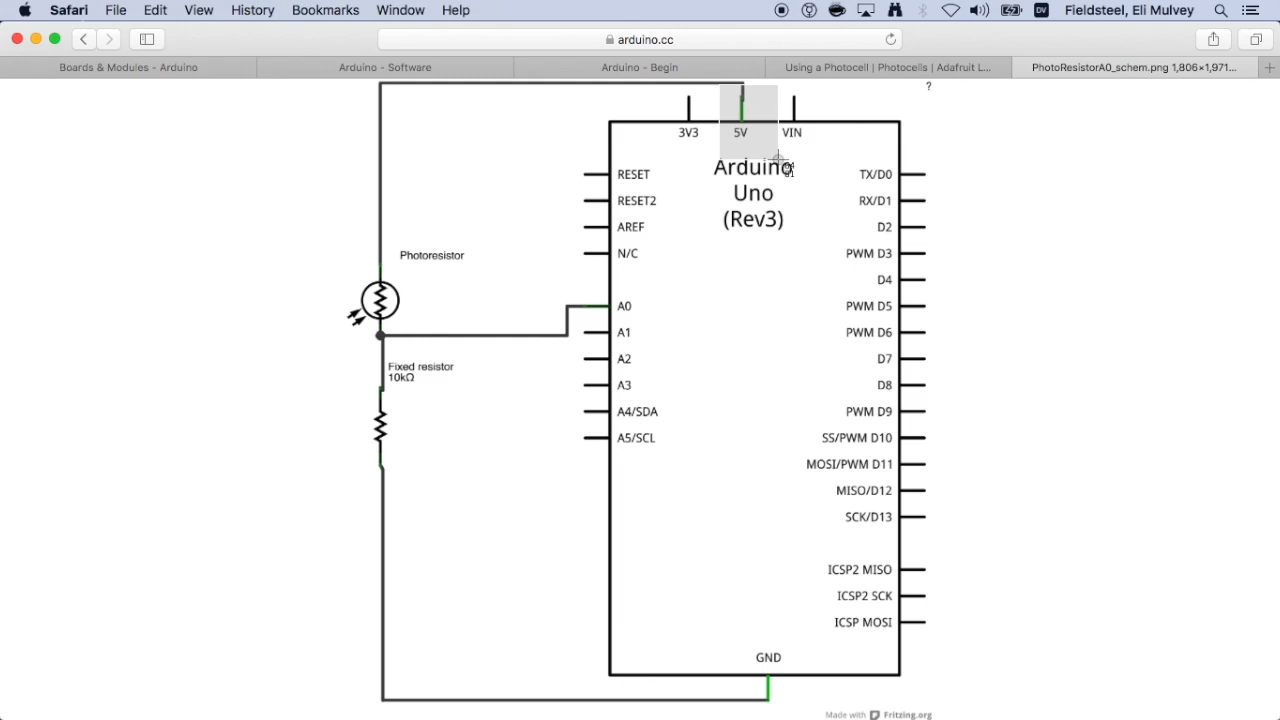 Safari File Edit View History Bookmarks Window Help DV Fieldsteel, Eli Mulvey
arduino.cc
Boards & Modules - Arduino Arduino - Software Arduino - Begin Using a Photocell | Photocells | Adafruit L... PhotoResistorA0_schem.png 1,806×1,971...
?
3V3 5V VIN
Arduino
Uno
(Rev3)
RESET
RESET2
AREF
N/C
A0
A1
A2
A3
A4/SDA
A5/SCL
TX/D0
RX/D1
D2
PWM D3
D4
PWM D5
PWM D6
D7
D8
PWM D9
SS/PWM D10
MOSI/PWM D11
MISO/D12
SCK/D13
ICSP2 MISO
ICSP2 SCK
ICSP MOSI
GND
Photoresistor
Fixed resistor
10kΩ
Made with Fritzing.org